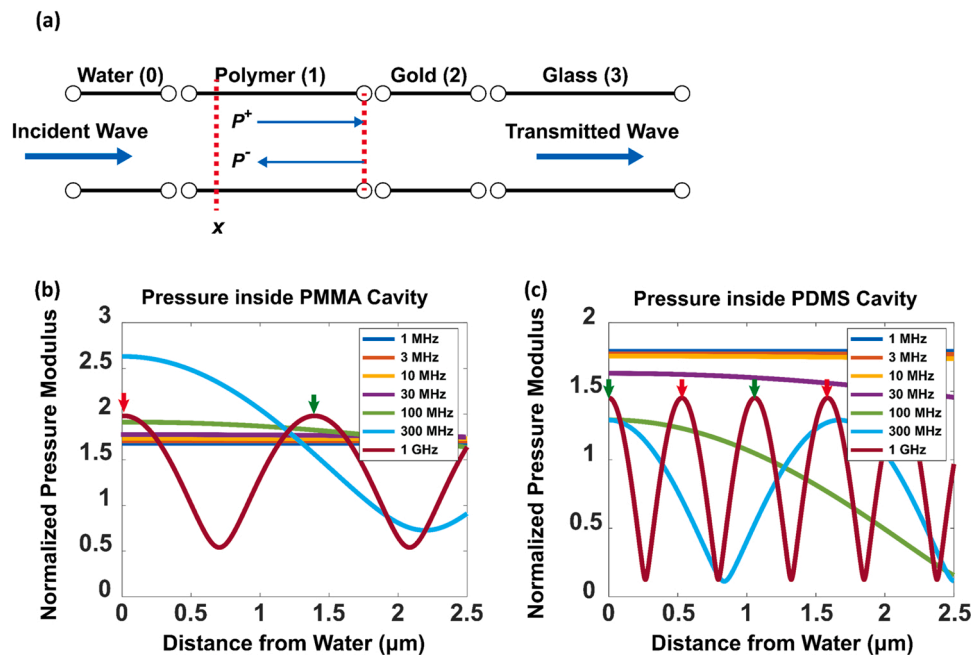 (a)
Water (0) Polymer (1) Gold (2) Glass (3)
Incident Wave P+ Transmitted Wave
P-
x
(b) Pressure inside PMMA Cavity
Normalized Pressure Modulus
3
2.5
2
1.5
1
0.5
0
1 MHz
3 MHz
10 MHz
30 MHz
100 MHz
300 MHz
1 GHz
0 0.5 1 1.5 2 2.5
Distance from Water (μm)
(c) Pressure inside PDMS Cavity
Normalized Pressure Modulus
2
1.5
1
0.5
0
1 MHz
3 MHz
10 MHz
30 MHz
100 MHz
300 MHz
1 GHz
0 0.5 1 1.5 2 2.5
Distance from Water (μm)